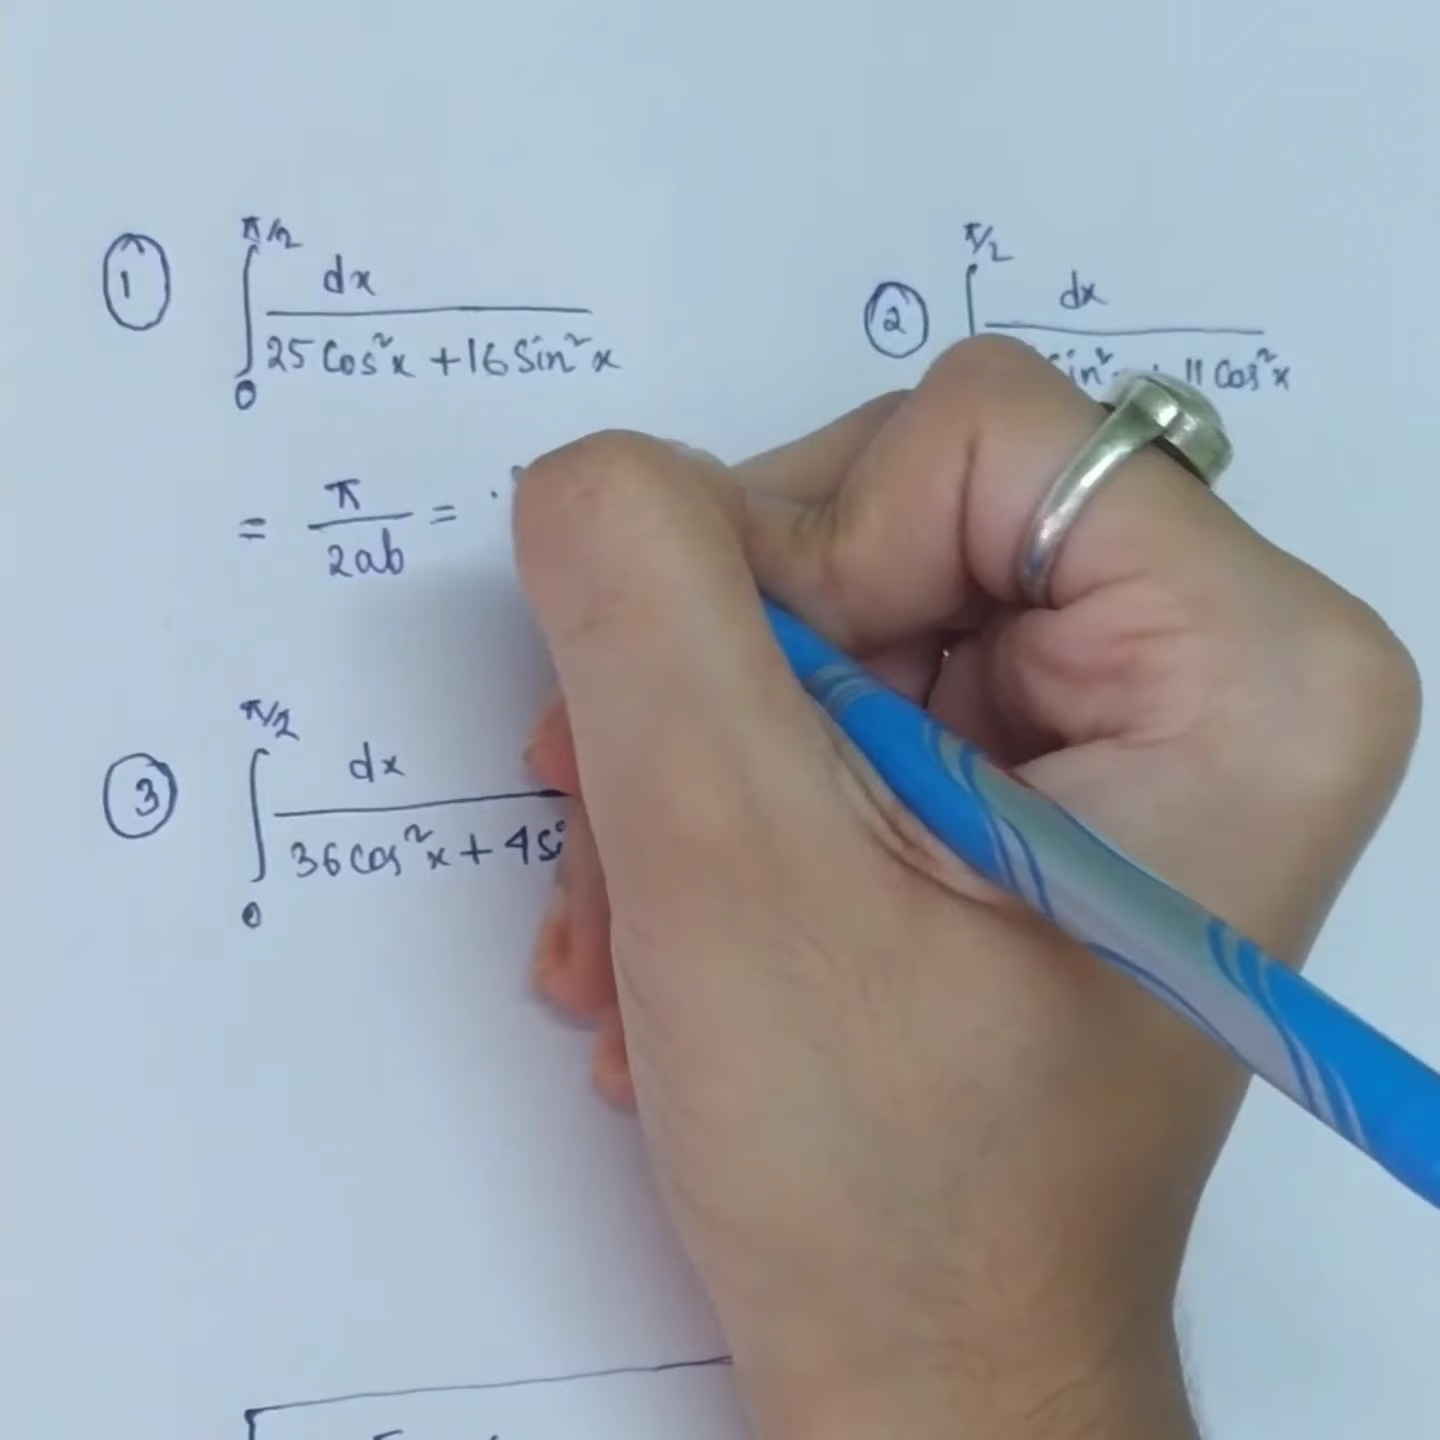 ① ∫₀^(π/2) dx / (25 Cos²x + 16 Sin²x)
= π / 2ab =
② ∫^(π/2) dx / (sin² + 11 Cos²x)
③ ∫₀^(π/2) dx / (36 cos²x + 4